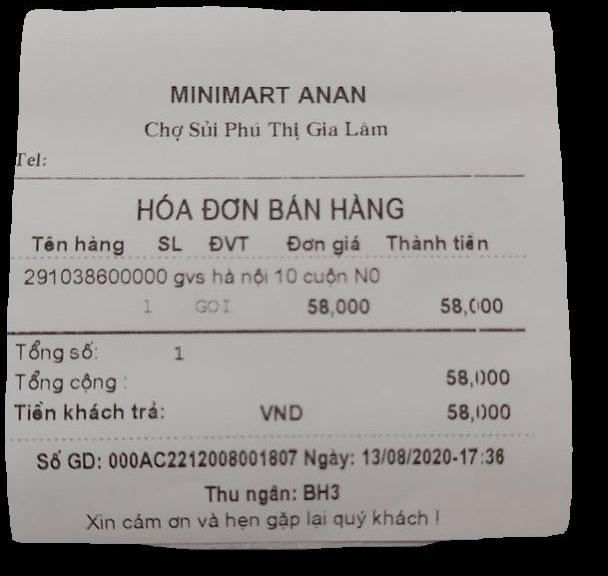 MINIMART ANAN
Chợ Sủi Phú Thị Gia Lâm
Tel:
HÓA ĐƠN BÁN HÀNG
Tên hàng SL ĐVT Đơn giá Thành tiền
291038600000 gvs hà nội 10 cuộn N0
1 GOI 58,000 58,000
Tổng số: 1
Tổng cộng : 58,000
Tiền khách trả: VND 58,000
Số GD: 000AC2212008001807 Ngày: 13/08/2020-17:36
Thu ngân: BH3
Xin cám ơn và hẹn gặp lại quý khách !